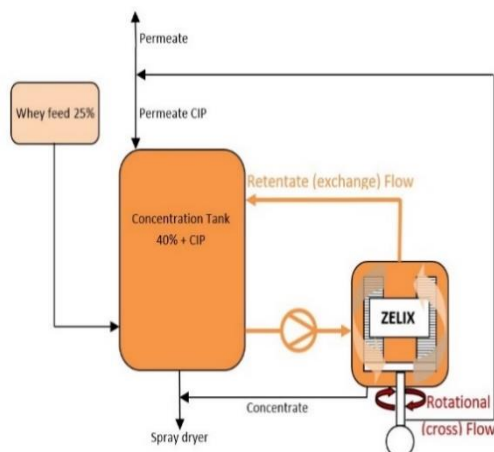 Permeate
Whey feed 25%
Permeate CIP
Retentate (exchange) Flow
Concentration Tank
40% + CIP
ZELIX
Rotational
(cross) Flow
Concentrate
Spray dryer